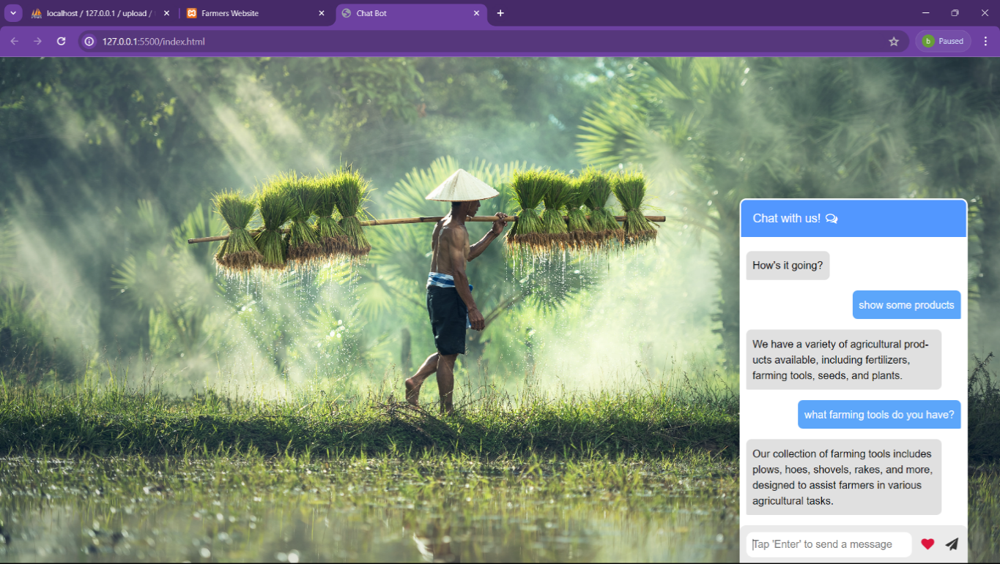 localhost / 127.0.0.1 / upload /
Farmers Website
Chat Bot
127.0.0.1:5500/index.html
b
Paused
Chat with us!
How's it going?
show some products
We have a variety of agricultural prod-
ucts available, including fertilizers,
farming tools, seeds, and plants.
what farming tools do you have?
Our collection of farming tools includes
plows, hoes, shovels, rakes, and more,
designed to assist farmers in various
agricultural tasks.
Tap 'Enter' to send a message